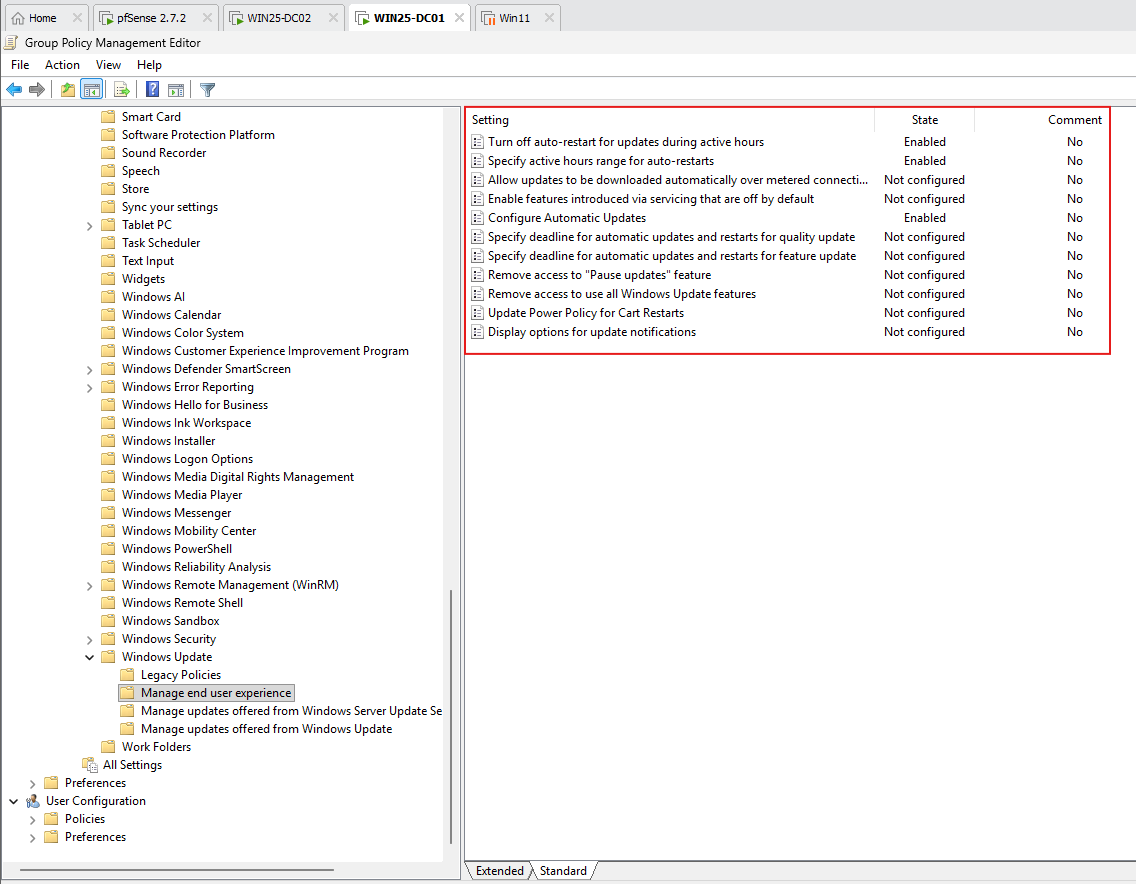 Home
pfSense 2.7.2
WIN25-DC02
WIN25-DC01
Win11
Group Policy Management Editor
File Action View Help
Smart Card
Software Protection Platform
Sound Recorder
Speech
Store
Sync your settings
Tablet PC
Task Scheduler
Text Input
Widgets
Windows AI
Windows Calendar
Windows Color System
Windows Customer Experience Improvement Program
Windows Defender SmartScreen
Windows Error Reporting
Windows Hello for Business
Windows Ink Workspace
Windows Installer
Windows Logon Options
Windows Media Digital Rights Management
Windows Media Player
Windows Messenger
Windows Mobility Center
Windows PowerShell
Windows Reliability Analysis
Windows Remote Management (WinRM)
Windows Remote Shell
Windows Sandbox
Windows Security
Windows Update
Legacy Policies
Manage end user experience
Manage updates offered from Windows Server Update Se
Manage updates offered from Windows Update
Work Folders
All Settings
Preferences
User Configuration
Policies
Preferences
Setting State Comment
Turn off auto-restart for updates during active hours Enabled No
Specify active hours range for auto-restarts Enabled No
Allow updates to be downloaded automatically over metered connecti... Not configured No
Enable features introduced via servicing that are off by default Not configured No
Configure Automatic Updates Enabled No
Specify deadline for automatic updates and restarts for quality update Not configured No
Specify deadline for automatic updates and restarts for feature update Not configured No
Remove access to "Pause updates" feature Not configured No
Remove access to use all Windows Update features Not configured No
Update Power Policy for Cart Restarts Not configured No
Display options for update notifications Not configured No
Extended Standard